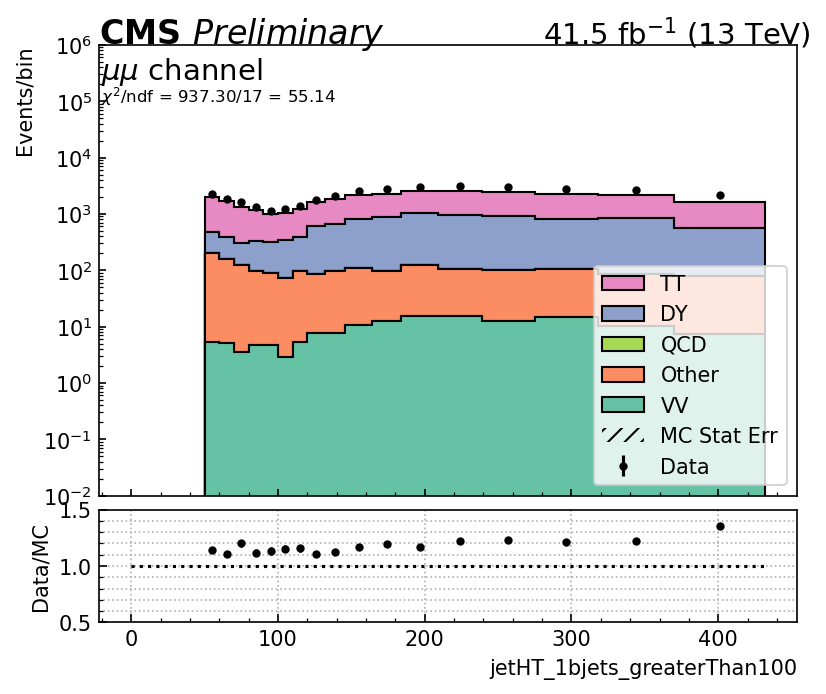 CMS Preliminary 41.5 fb⁻¹ (13 TeV)
μμ channel
χ²/ndf = 937.30/17 = 55.14
Events/bin
10⁶
10⁵
10⁴
10³
10²
10¹
10⁰
10⁻¹
10⁻²
TT
DY
QCD
Other
VV
MC Stat Err
Data
Data/MC
1.5
1.0
0.5
0 100 200 300 400
jetHT_1bjets_greaterThan100